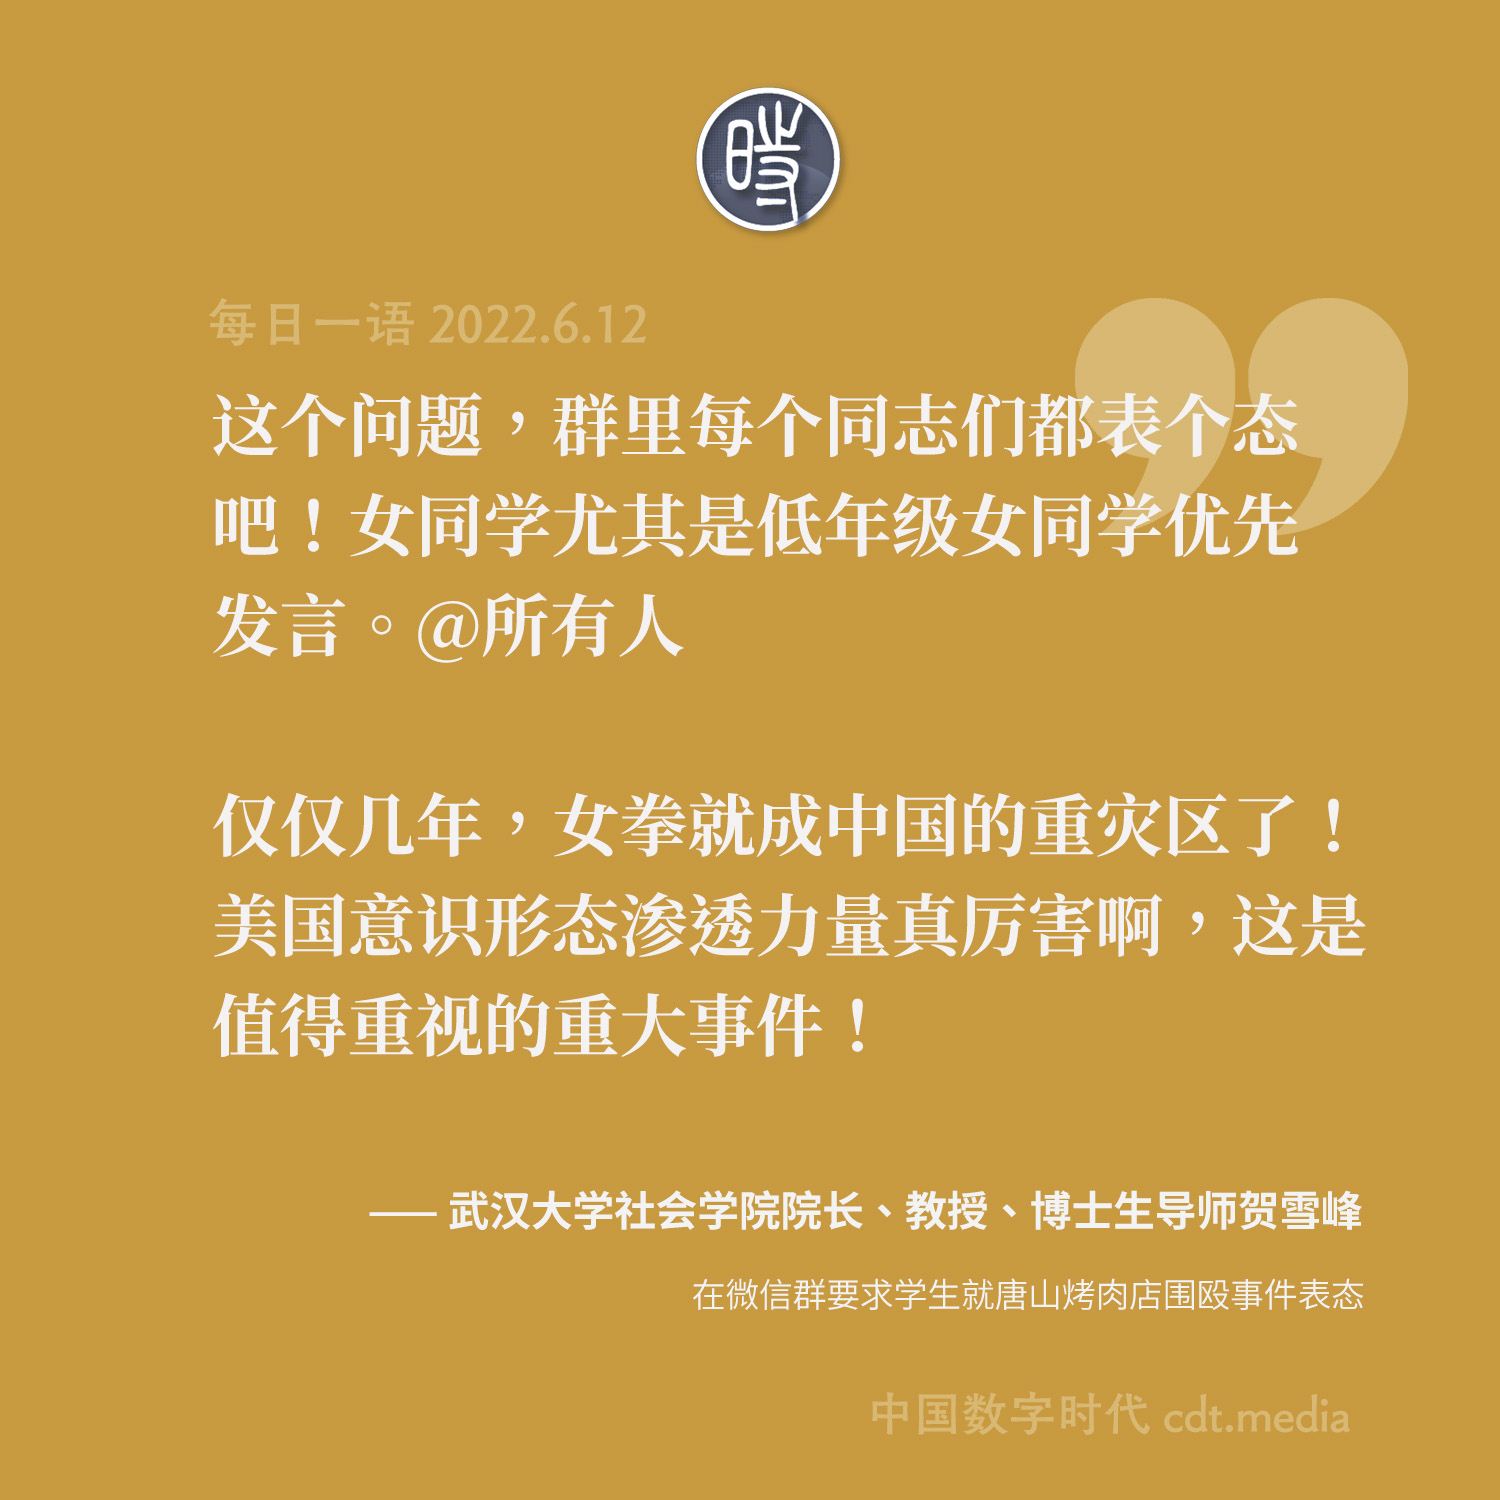 時
每日一语 2022.6.12
这个问题，群里每个同志们都表个态
吧！女同学尤其是低年级女同学优先
发言。@所有人
仅仅几年，女拳就成中国的重灾区了！
美国意识形态渗透力量真厉害啊，这是
值得重视的重大事件！
—— 武汉大学社会学院院长、教授、博士生导师贺雪峰
在微信群要求学生就唐山烤肉店围殴事件表态
中国数字时代 cdt.media